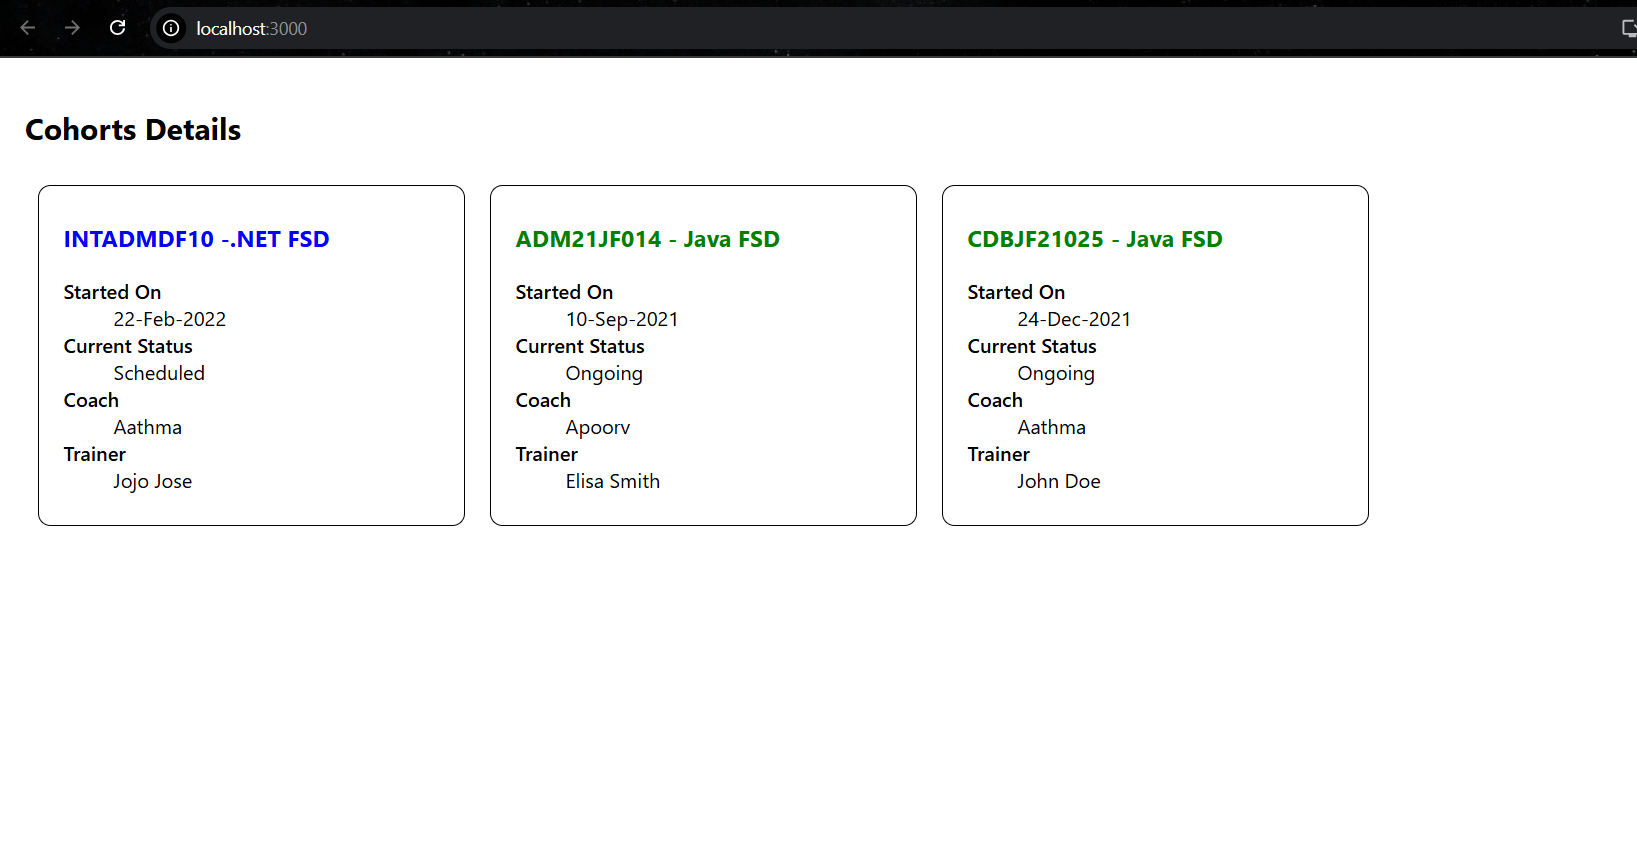 localhost:3000
Cohorts Details
INTADMDF10 -.NET FSD
Started On
22-Feb-2022
Current Status
Scheduled
Coach
Aathma
Trainer
Jojo Jose
ADM21JF014 - Java FSD
Started On
10-Sep-2021
Current Status
Ongoing
Coach
Apoorv
Trainer
Elisa Smith
CDBJF21025 - Java FSD
Started On
24-Dec-2021
Current Status
Ongoing
Coach
Aathma
Trainer
John Doe